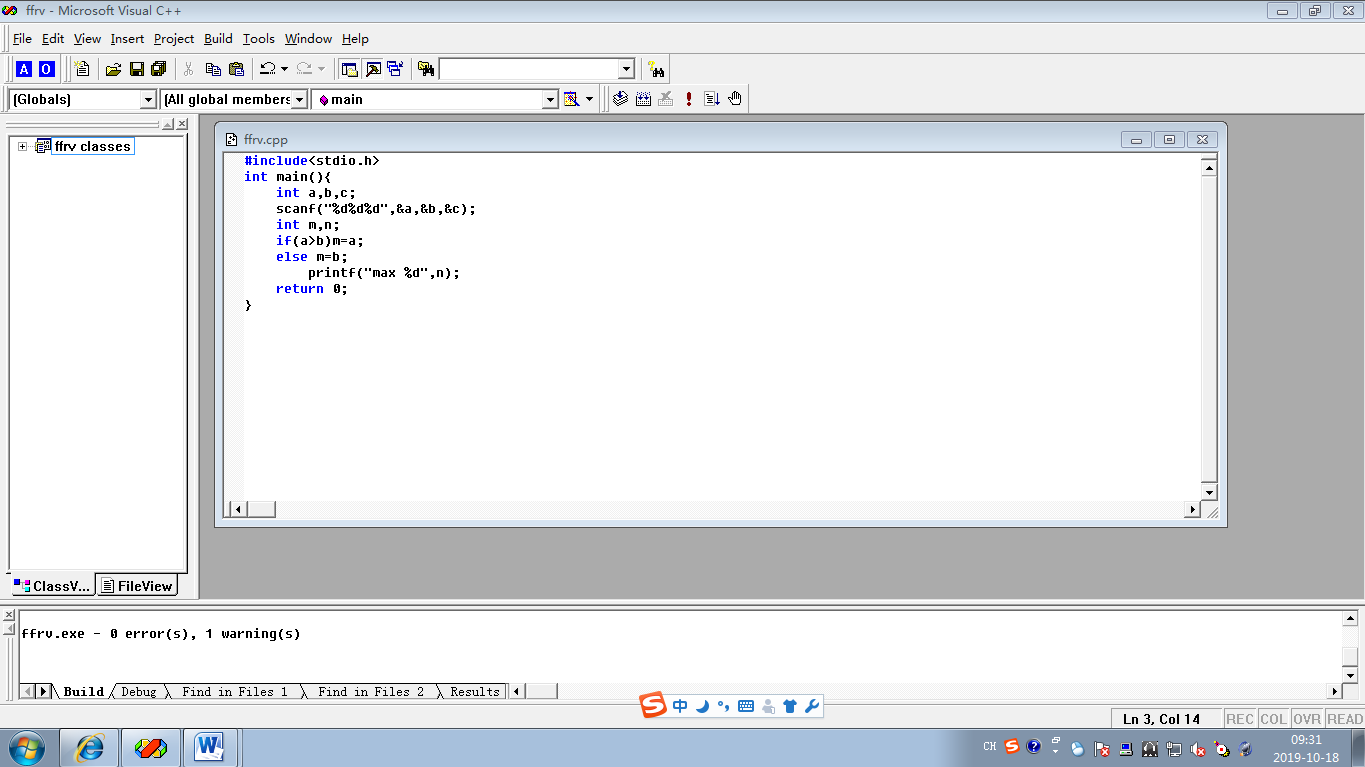 ffrv - Microsoft Visual C++
File Edit View Insert Project Build Tools Window Help
A O
(Globals) (All global members main
ffrv classes
ffrv.cpp
#include<stdio.h>
int main(){
    int a,b,c;
    scanf("%d%d%d",&a,&b,&c);
    int m,n;
    if(a>b)m=a;
    else m=b;
        printf("max %d",n);
    return 0;
}
ClassV... FileView
ffrv.exe - 0 error(s), 1 warning(s)
Build Debug Find in Files 1 Find in Files 2 Results
S 中
Ln 3, Col 14 REC COL OVR READ
CH S ?
09:31
2019-10-18